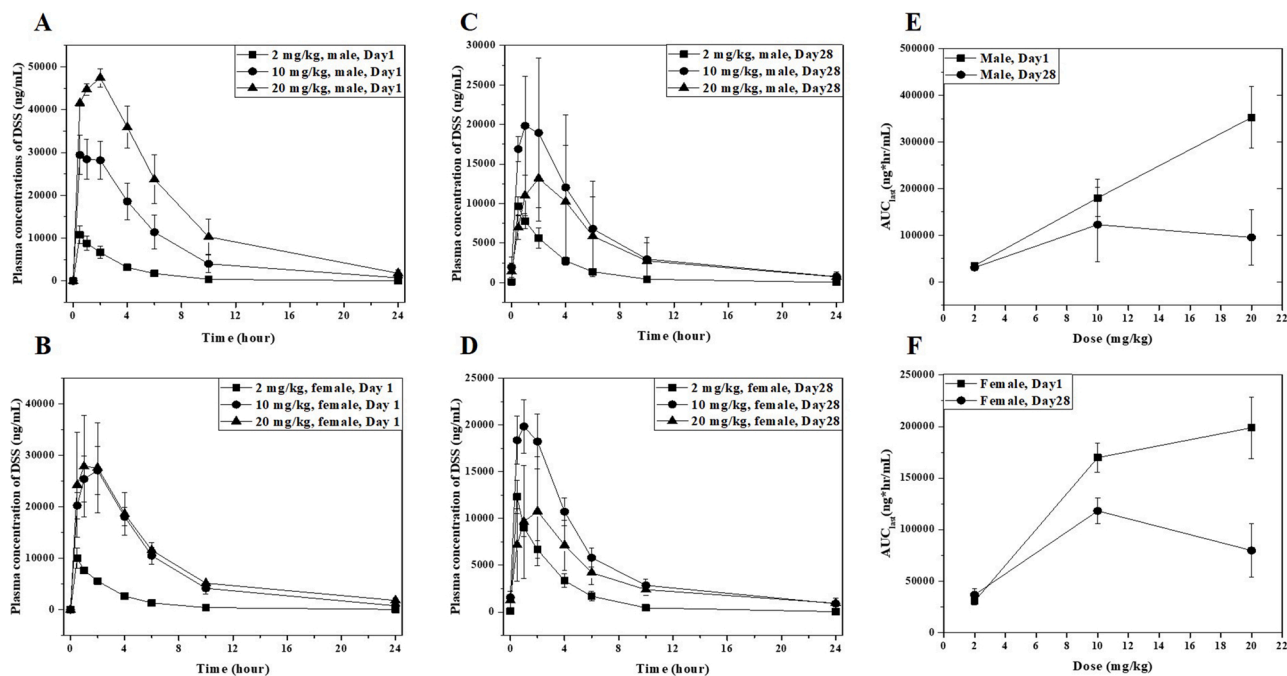 A
Plasma concentrations of DSS (ng/mL)
50000
40000
30000
20000
10000
0
2 mg/kg, male, Day1
10 mg/kg, male, Day1
20 mg/kg, male, Day1
0 4 8 12 16 20 24
Time (hour)
C
Plasma concentration of DSS (ng/mL)
30000
25000
20000
15000
10000
5000
0
2 mg/kg, male, Day28
10 mg/kg, male, Day28
20 mg/kg, male, Day28
0 4 8 12 16 20 24
Time (hour)
E
AUClast(ng*hr/mL)
500000
400000
300000
200000
100000
0
Male, Day1
Male, Day28
0 2 4 6 8 10 12 14 16 18 20 22
Dose (mg/kg)
B
Plasma concentration of DSS (ng/mL)
40000
30000
20000
10000
0
2 mg/kg, female, Day 1
10 mg/kg, female, Day 1
20 mg/kg, female, Day 1
0 4 8 12 16 20 24
Time (hour)
D
Plasma concentration of DSS (ng/mL)
25000
20000
15000
10000
5000
0
2 mg/kg, female, Day28
10 mg/kg, female, Day28
20 mg/kg, female, Day28
0 4 8 12 16 20 24
Time (hour)
F
AUClast(ng*hr/mL)
250000
200000
150000
100000
50000
0
Female, Day1
Female, Day28
0 2 4 6 8 10 12 14 16 18 20 22
Dose (mg/kg)